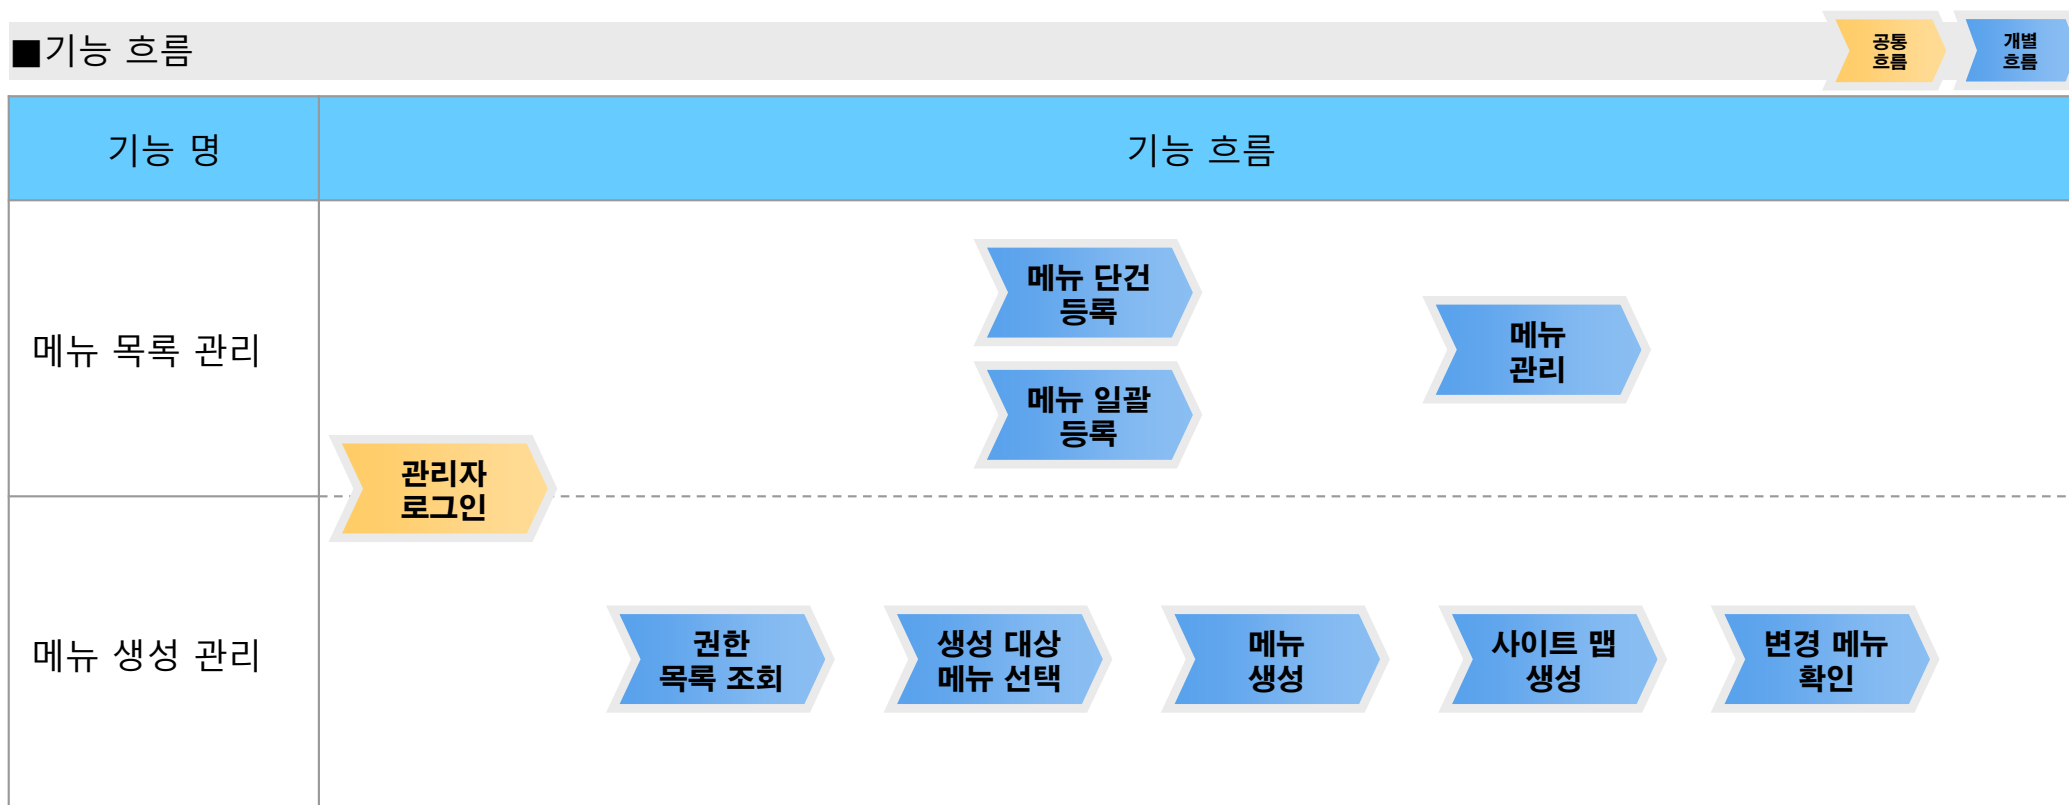 ■기능 흐름
공통
흐름
개별
흐름
기능 명
기능 흐름
메뉴 목록 관리
메뉴 단건
등록
메뉴 일괄
등록
메뉴
관리
관리자
로그인
메뉴 생성 관리
권한
목록 조회
생성 대상
메뉴 선택
메뉴
생성
사이트 맵
생성
변경 메뉴
확인